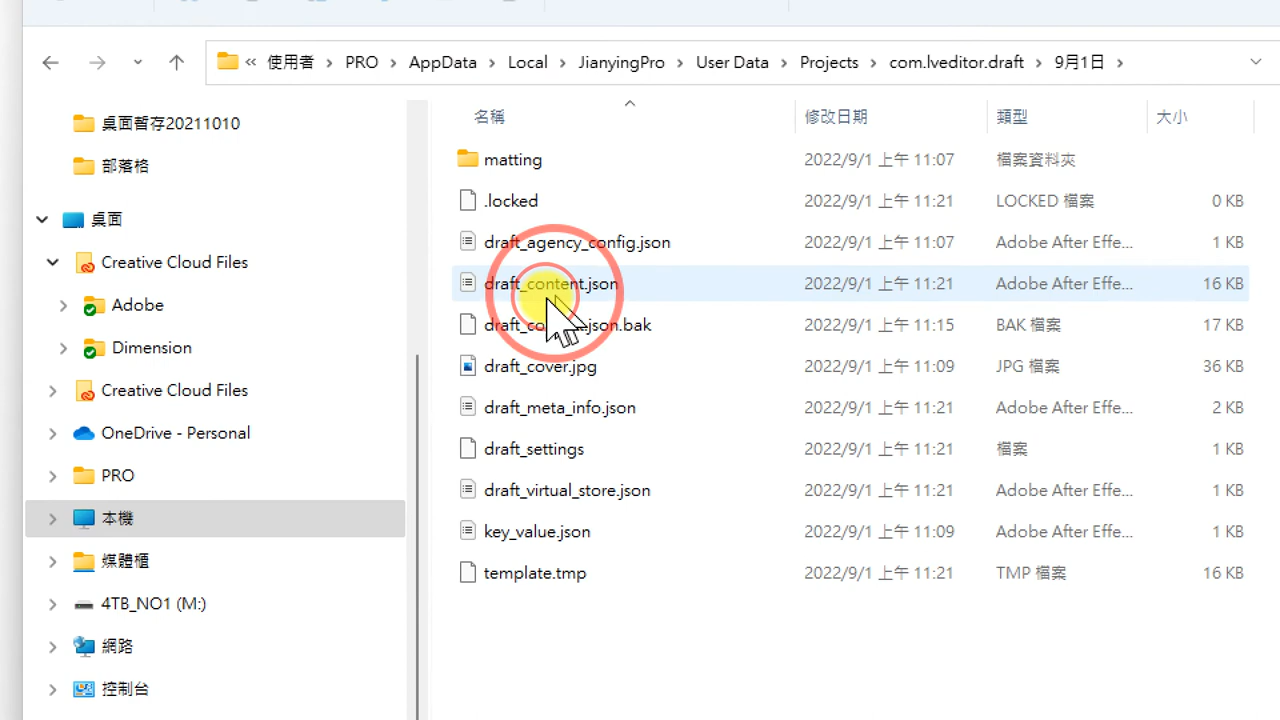 « 使用者 › PRO › AppData › Local › JianyingPro › User Data › Projects › com.lveditor.draft › 9月1日 ›
桌面暫存20211010
部落格
桌面
Creative Cloud Files
Adobe
Dimension
Creative Cloud Files
OneDrive - Personal
PRO
本機
媒體櫃
4TB_NO1 (M:)
網路
控制台
名稱 修改日期 類型 大小
matting 2022/9/1 上午 11:07 檔案資料夾
.locked 2022/9/1 上午 11:21 LOCKED 檔案 0 KB
draft_agency_config.json 2022/9/1 上午 11:07 Adobe After Effe... 1 KB
draft_content.json 2022/9/1 上午 11:21 Adobe After Effe... 16 KB
draft_content.json.bak 2022/9/1 上午 11:15 BAK 檔案 17 KB
draft_cover.jpg 2022/9/1 上午 11:09 JPG 檔案 36 KB
draft_meta_info.json 2022/9/1 上午 11:21 Adobe After Effe... 2 KB
draft_settings 2022/9/1 上午 11:21 檔案 1 KB
draft_virtual_store.json 2022/9/1 上午 11:21 Adobe After Effe... 1 KB
key_value.json 2022/9/1 上午 11:09 Adobe After Effe... 1 KB
template.tmp 2022/9/1 上午 11:21 TMP 檔案 16 KB